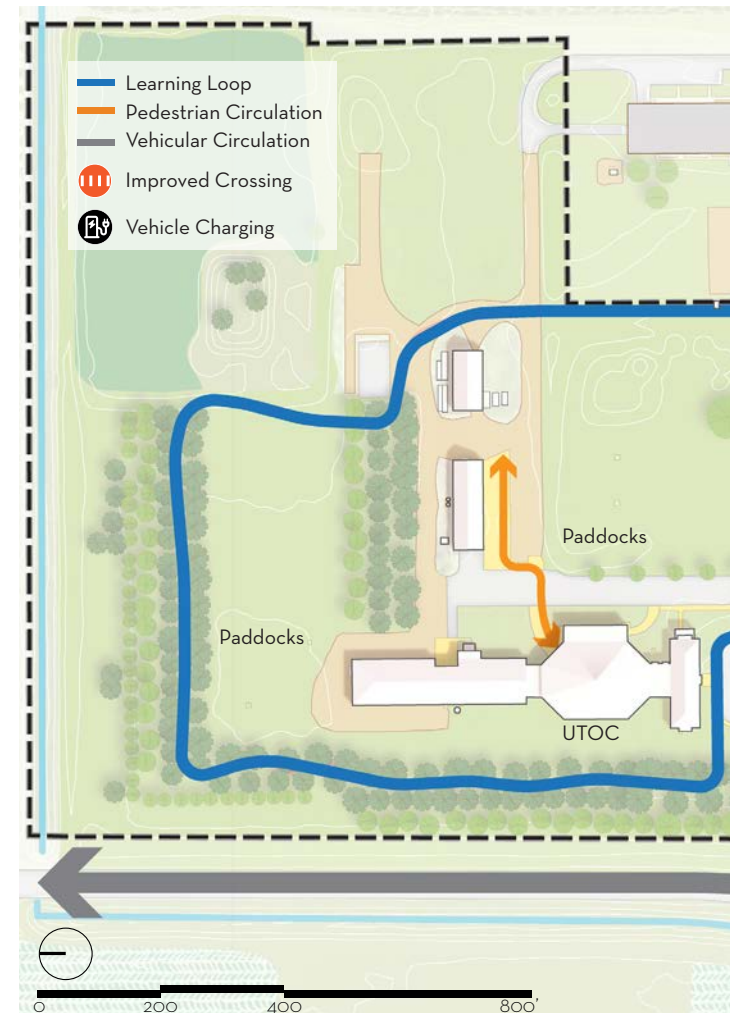 Learning Loop
Pedestrian Circulation
Vehicular Circulation
Improved Crossing
Vehicle Charging
Paddocks
Paddocks
UTOC
0 200 400 800'